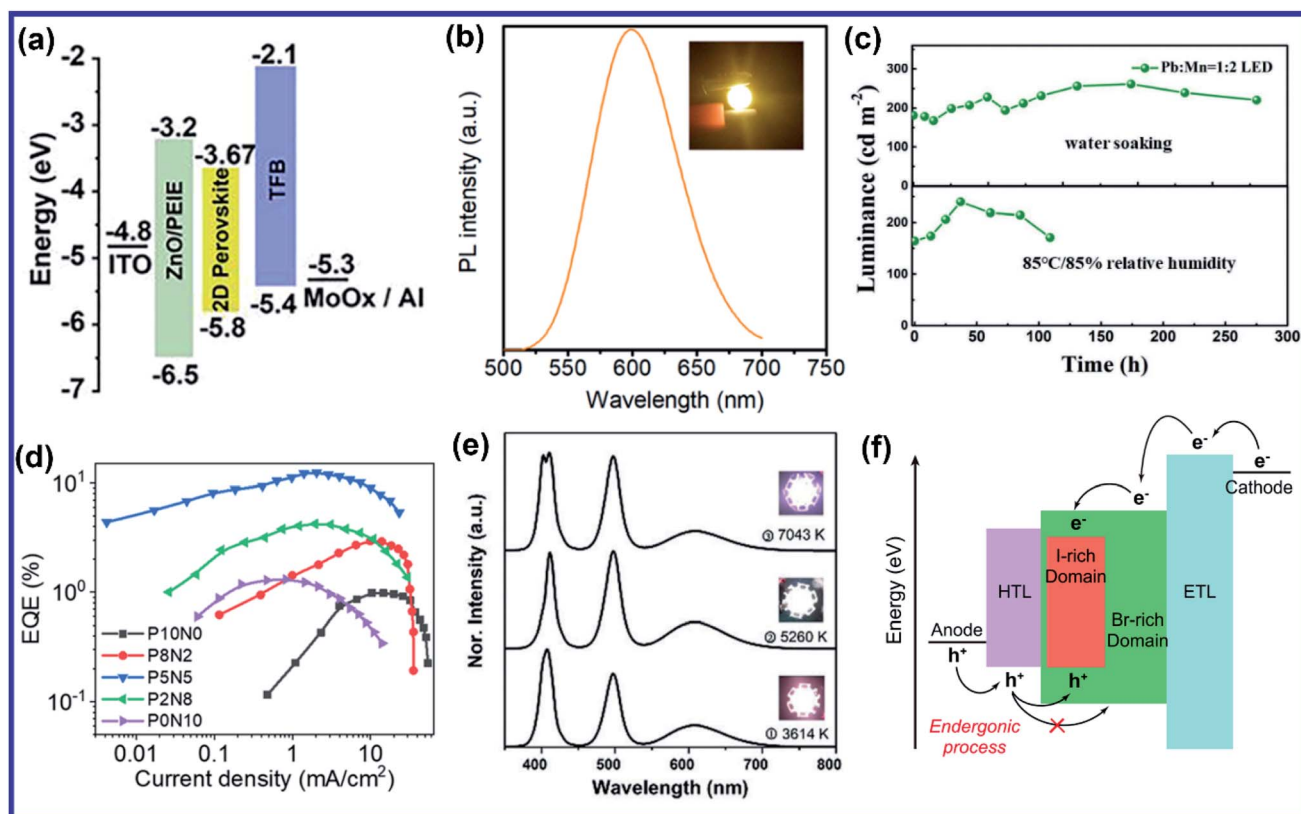 (a)
Energy (eV)
-2
-3
-4
-5
-6
-7
-4.8
ITO
-3.2
ZnO/PEIE
-6.5
-3.67
2D Perovskite
-5.8
-2.1
TFB
-5.4
-5.3
MoOx / Al
(b)
PL intensity (a.u.)
500 550 600 650 700 750
Wavelength (nm)
(c)
Luminance (cd m⁻²)
300
200
100
0
Pb:Mn=1:2 LED
water soaking
200
100
0
85°C/85% relative humidity
0 50 100 150 200 250 300
Time (h)
(d)
EQE (%)
10¹
10⁰
10⁻¹
P10N0
P8N2
P5N5
P2N8
P0N10
0.01 0.1 1 10
Current density (mA/cm²)
(e)
Nor. Intensity (a.u.)
③ 7043 K
② 5260 K
① 3614 K
400 500 600 700 800
Wavelength (nm)
(f)
Energy (eV)
e⁻
e⁻
e⁻
e⁻
Cathode
I-rich
Domain
HTL
ETL
Br-rich
Domain
Anode
h⁺
h⁺
h⁺
Endergonic
process